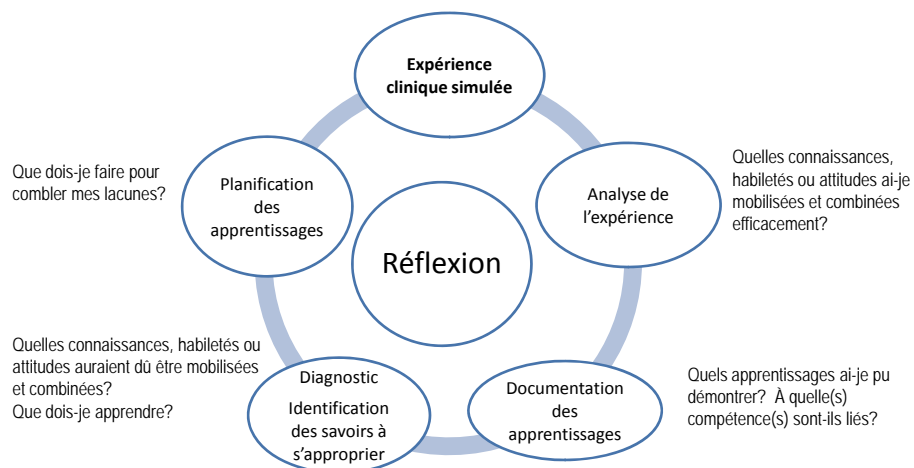 Expérience
clinique simulée
Quelles connaissances,
habiletés ou attitudes ai-je
mobilisées et combinées
efficacement?
Analyse de
l'expérience
Que dois-je faire pour
combler mes lacunes?
Planification
des
apprentissages
Réflexion
Quelles connaissances, habiletés ou
attitudes auraient dû être mobilisées
et combinées?
Que dois-je apprendre?
Diagnostic
Identification
des savoirs à
s'approprier
Documentation
des
apprentissages
Quels apprentissages ai-je pu
démontrer? À quelle(s)
compétence(s) sont-ils liés?